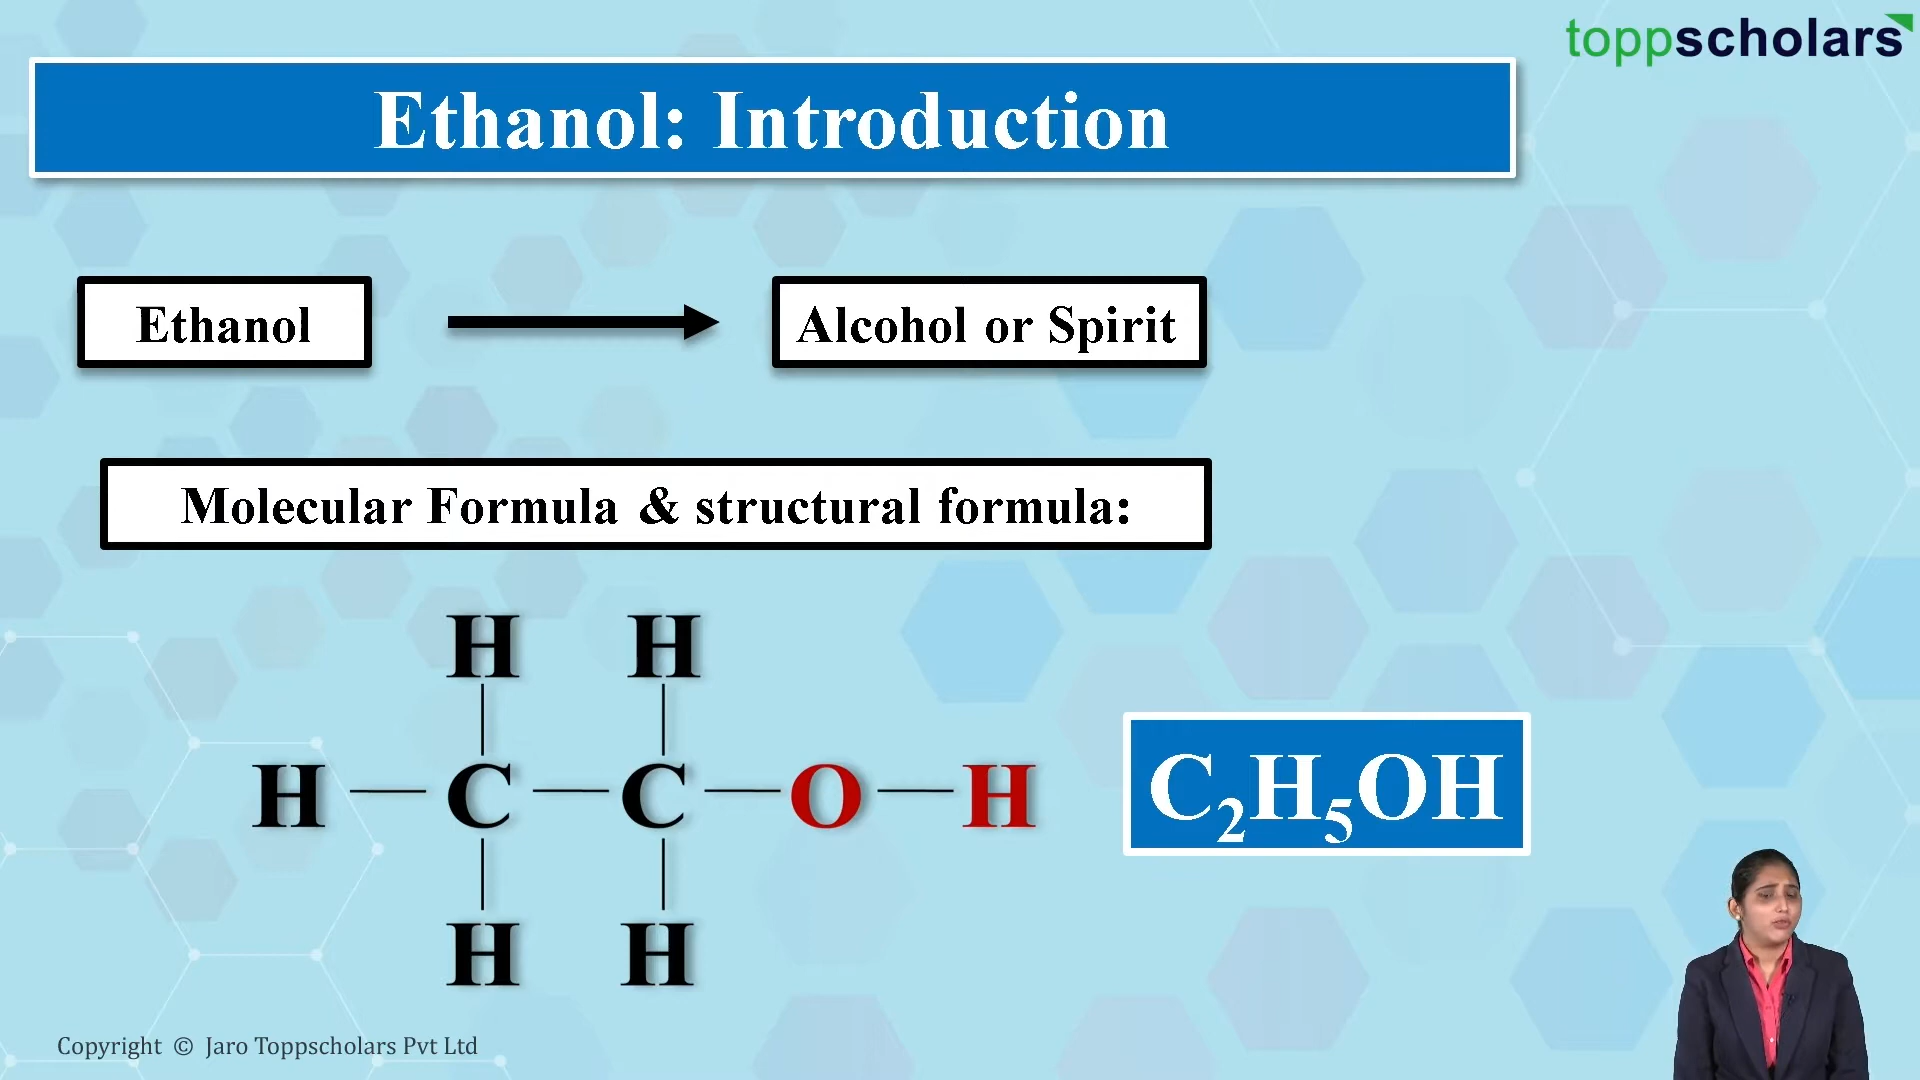 toppscholars
Ethanol: Introduction
Ethanol
Alcohol or Spirit
Molecular Formula & structural formula:
H H
H C C O H
H H
C₂H₅OH
Copyright © Jaro Toppscholars Pvt Ltd